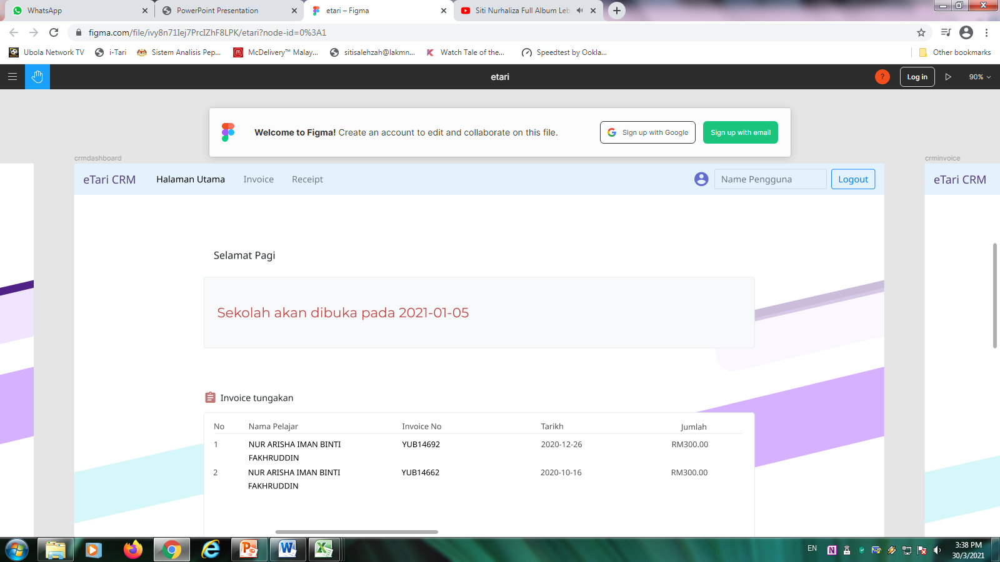 WhatsApp
PowerPoint Presentation
etari – Figma
Siti Nurhaliza Full Album Leb
figma.com/file/ivy8n71Iej7PrcIZhF8LPK/etari?node-id=0%3A1
Ubola Network TV
i-Tari
Sistem Analisis Pep...
McDelivery™ Malay...
sitisalehzah@lakmn...
Watch Tale of the...
Speedtest by Ookla...
Other bookmarks
etari
?
Log in
90%
Welcome to Figma! Create an account to edit and collaborate on this file.
Sign up with Google
Sign up with email
crmdashboard
crminvoice
eTari CRM
Halaman Utama
Invoice
Receipt
Name Pengguna
Logout
eTari CRM
Selamat Pagi
Sekolah akan dibuka pada 2021-01-05
Invoice tungakan
No Nama Pelajar Invoice No Tarikh Jumlah
1 NUR ARISHA IMAN BINTI YUB14692 2020-12-26 RM300.00
FAKHRUDDIN
2 NUR ARISHA IMAN BINTI YUB14662 2020-10-16 RM300.00
FAKHRUDDIN
EN
3:38 PM
30/3/2021